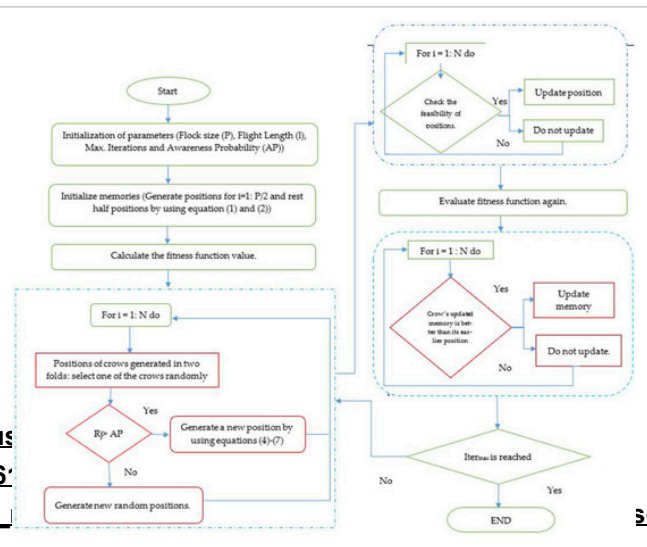 Start
Initialization of parameters (Flock size (P), Flight Length (l),
Max. Iterations and Awareness Probability (AP))
Initialize memories (Generate positions for i=1: P/2 and rest
half positions by using equation (1) and (2))
Calculate the fitness function value.
For i = 1: N do
Positions of crows generated in two
folds: select one of the crows randomly
Rj> AP
Yes
Generate a new position by
using equations (4)-(7)
No
Generate new random positions.
For i = 1: N do
Check the
feasibility of
positions.
Yes
Update position
Do not update
No
Evaluate fitness function again.
For i = 1 : N do
Crow's updated
memory is bet-
ter than its ear-
lier position
Yes
Update
memory
Do not update.
No
Itermax is reached
No
Yes
END